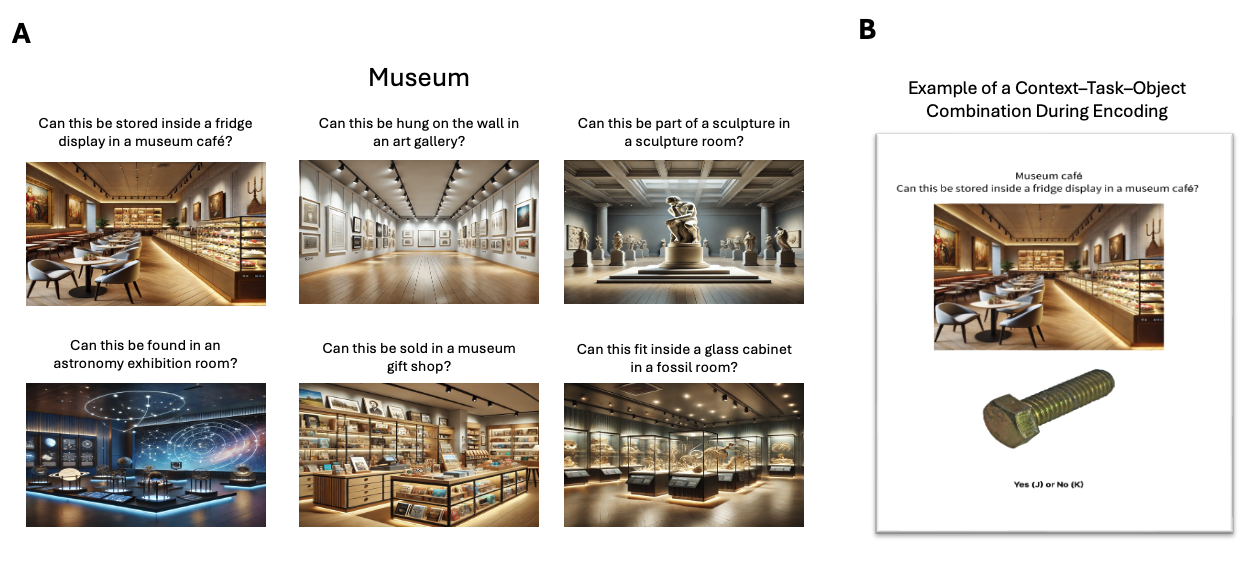 A
Museum
Can this be stored inside a fridge
display in a museum café?
Can this be hung on the wall in
an art gallery?
Can this be part of a sculpture in
a sculpture room?
Can this be found in an
astronomy exhibition room?
Can this be sold in a museum
gift shop?
Can this fit inside a glass cabinet
in a fossil room?
B
Example of a Context–Task–Object
Combination During Encoding
Museum café
Can this be stored inside a fridge display in a museum café?
Yes (J) or No (K)